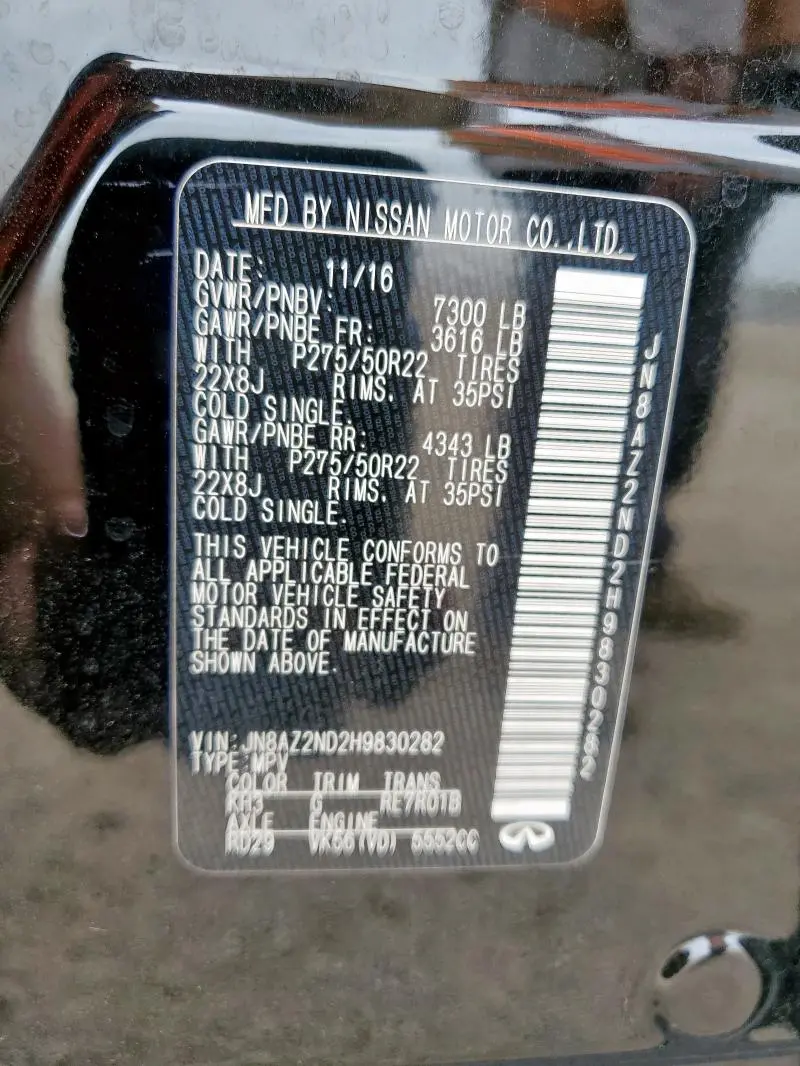 MFD BY NISSAN MOTOR CO.,LTD.
DATE: 11/16
GVWR/PNBV: 7300 LB
GAWR/PNBE FR: 3616 LB
WITH P275/50R22 TIRES
22X8J RIMS. AT 35PSI
COLD SINGLE.
GAWR/PNBE RR: 4343 LB
WITH P275/50R22 TIRES
22X8J RIMS. AT 35PSI
COLD SINGLE.
THIS VEHICLE CONFORMS TO
ALL APPLICABLE FEDERAL
MOTOR VEHICLE SAFETY
STANDARDS IN EFFECT ON
THE DATE OF MANUFACTURE
SHOWN ABOVE.
VIN:JN8AZ2ND2H9830282
TYPE:MPV
COLOR TRIM TRANS
KH3 G RE7R01B
AXLE ENGINE
RD29 VK56(VD) 5552CC
JN8AZ2ND2H9830282